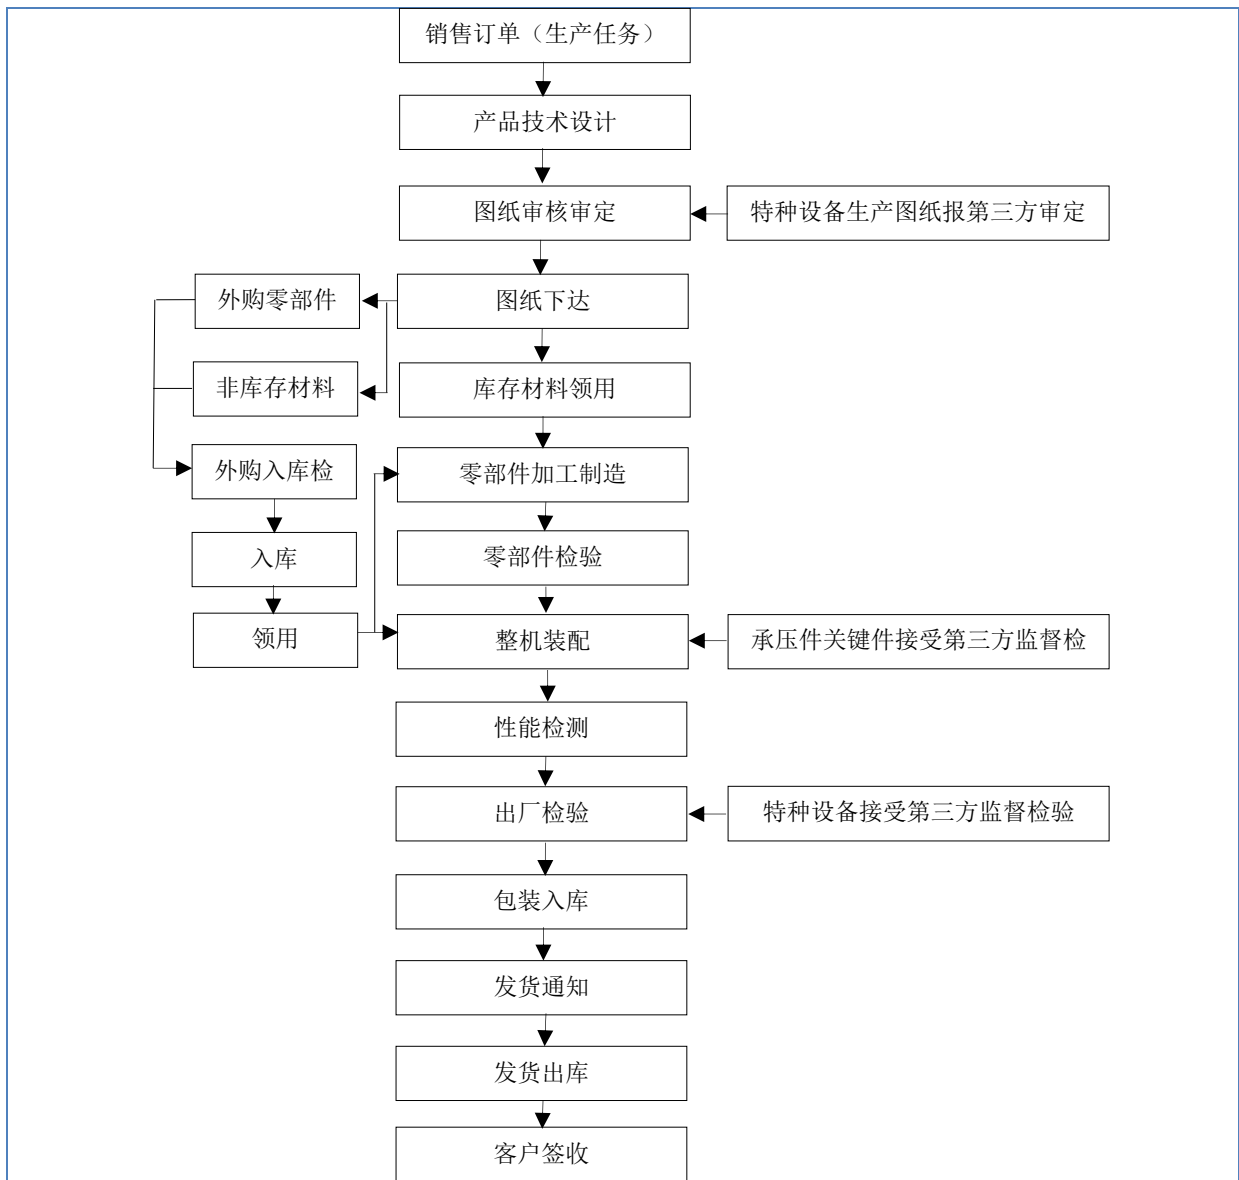 销售订单（生产任务）
产品技术设计
图纸审核审定
特种设备生产图纸报第三方审定
外购零部件
图纸下达
非库存材料
库存材料领用
外购入库检
零部件加工制造
入库
零部件检验
领用
整机装配
承压件关键件接受第三方监督检
性能检测
出厂检验
特种设备接受第三方监督检验
包装入库
发货通知
发货出库
客户签收